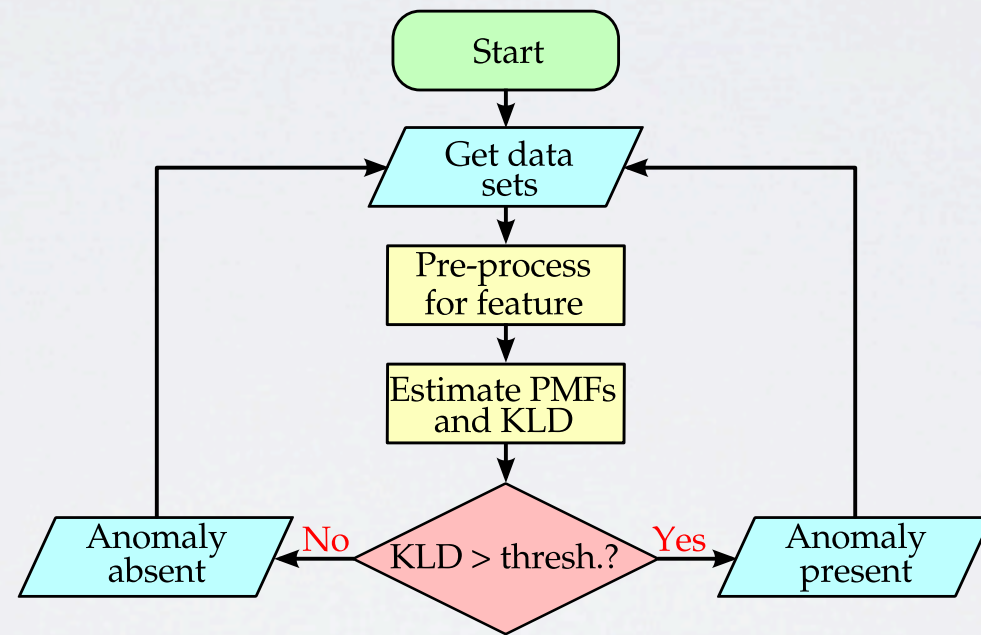 Start
Get data
sets
Pre-process
for feature
Estimate PMFs
and KLD
KLD > thresh.?
No
Yes
Anomaly
absent
Anomaly
present